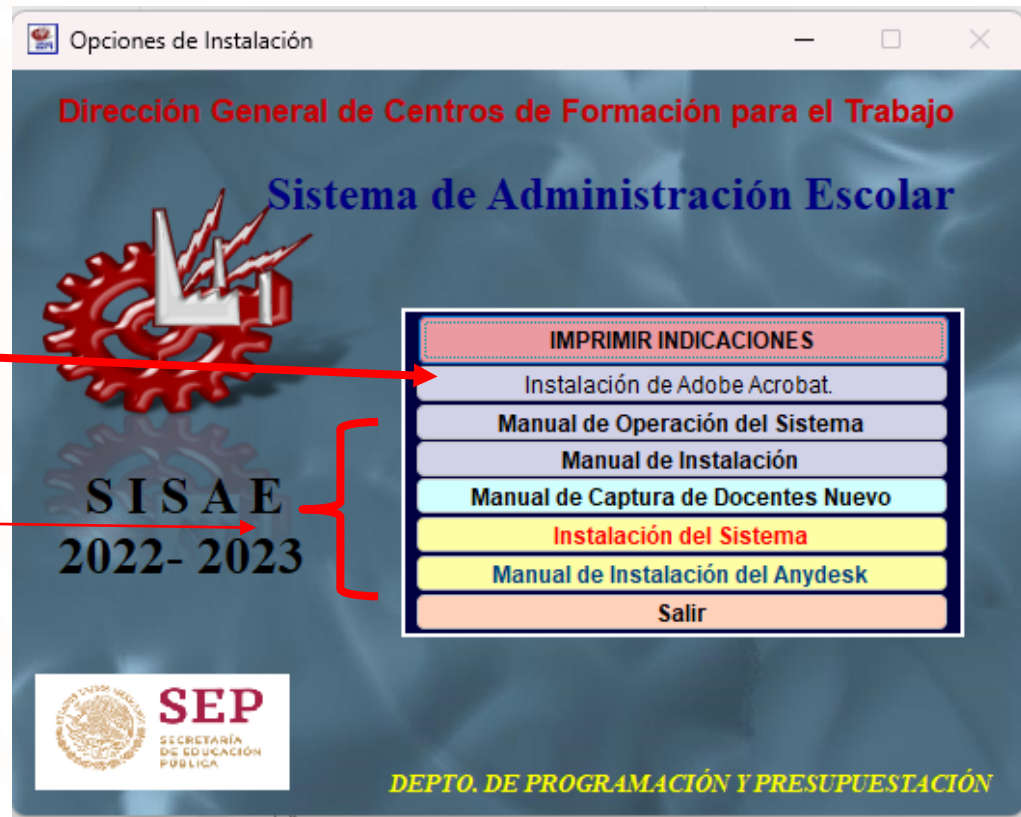 Opciones de Instalación
Dirección General de Centros de Formación para el Trabajo
Sistema de Administración Escolar
IMPRIMIR INDICACIONES
Instalación de Adobe Acrobat.
Manual de Operación del Sistema
Manual de Instalación
Manual de Captura de Docentes Nuevo
Instalación del Sistema
Manual de Instalación del Anydesk
Salir
S I S A E
2022- 2023
SEP
SECRETARÍA
DE EDUCACIÓN
PÚBLICA
DEPTO. DE PROGRAMACIÓN Y PRESUPUESTACIÓN